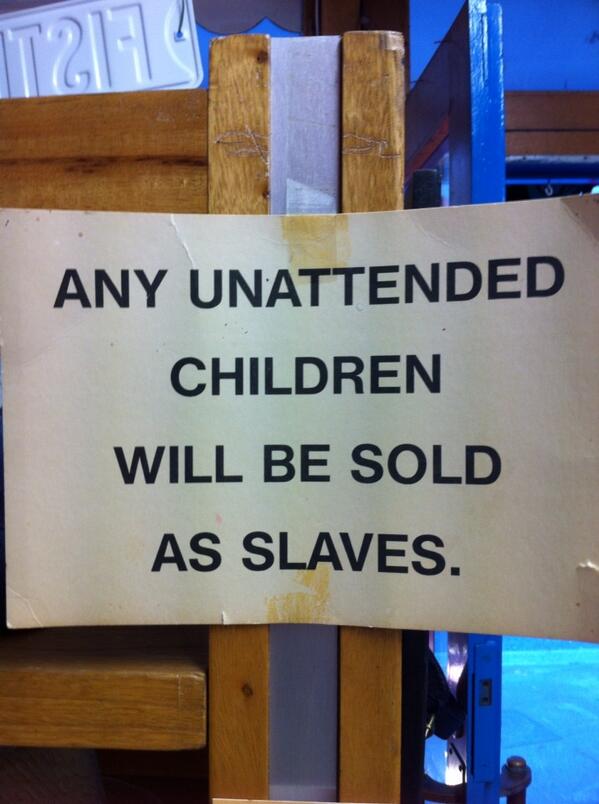 ANY UNATTENDED
CHILDREN
WILL BE SOLD
AS SLAVES.